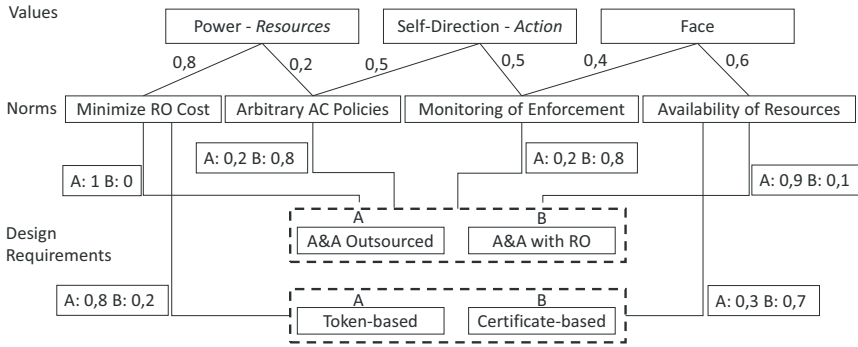 Values
Power - Resources
Self-Direction - Action
Face
0,8
0,2
0,5
0,5
0,4
0,6
Norms
Minimize RO Cost
Arbitrary AC Policies
Monitoring of Enforcement
Availability of Resources
A: 1 B: 0
A: 0,2 B: 0,8
A: 0,2 B: 0,8
A: 0,9 B: 0,1
Design
Requirements
A
B
A&A Outsourced
A&A with RO
A: 0,8 B: 0,2
A: 0,3 B: 0,7
A
B
Token-based
Certificate-based